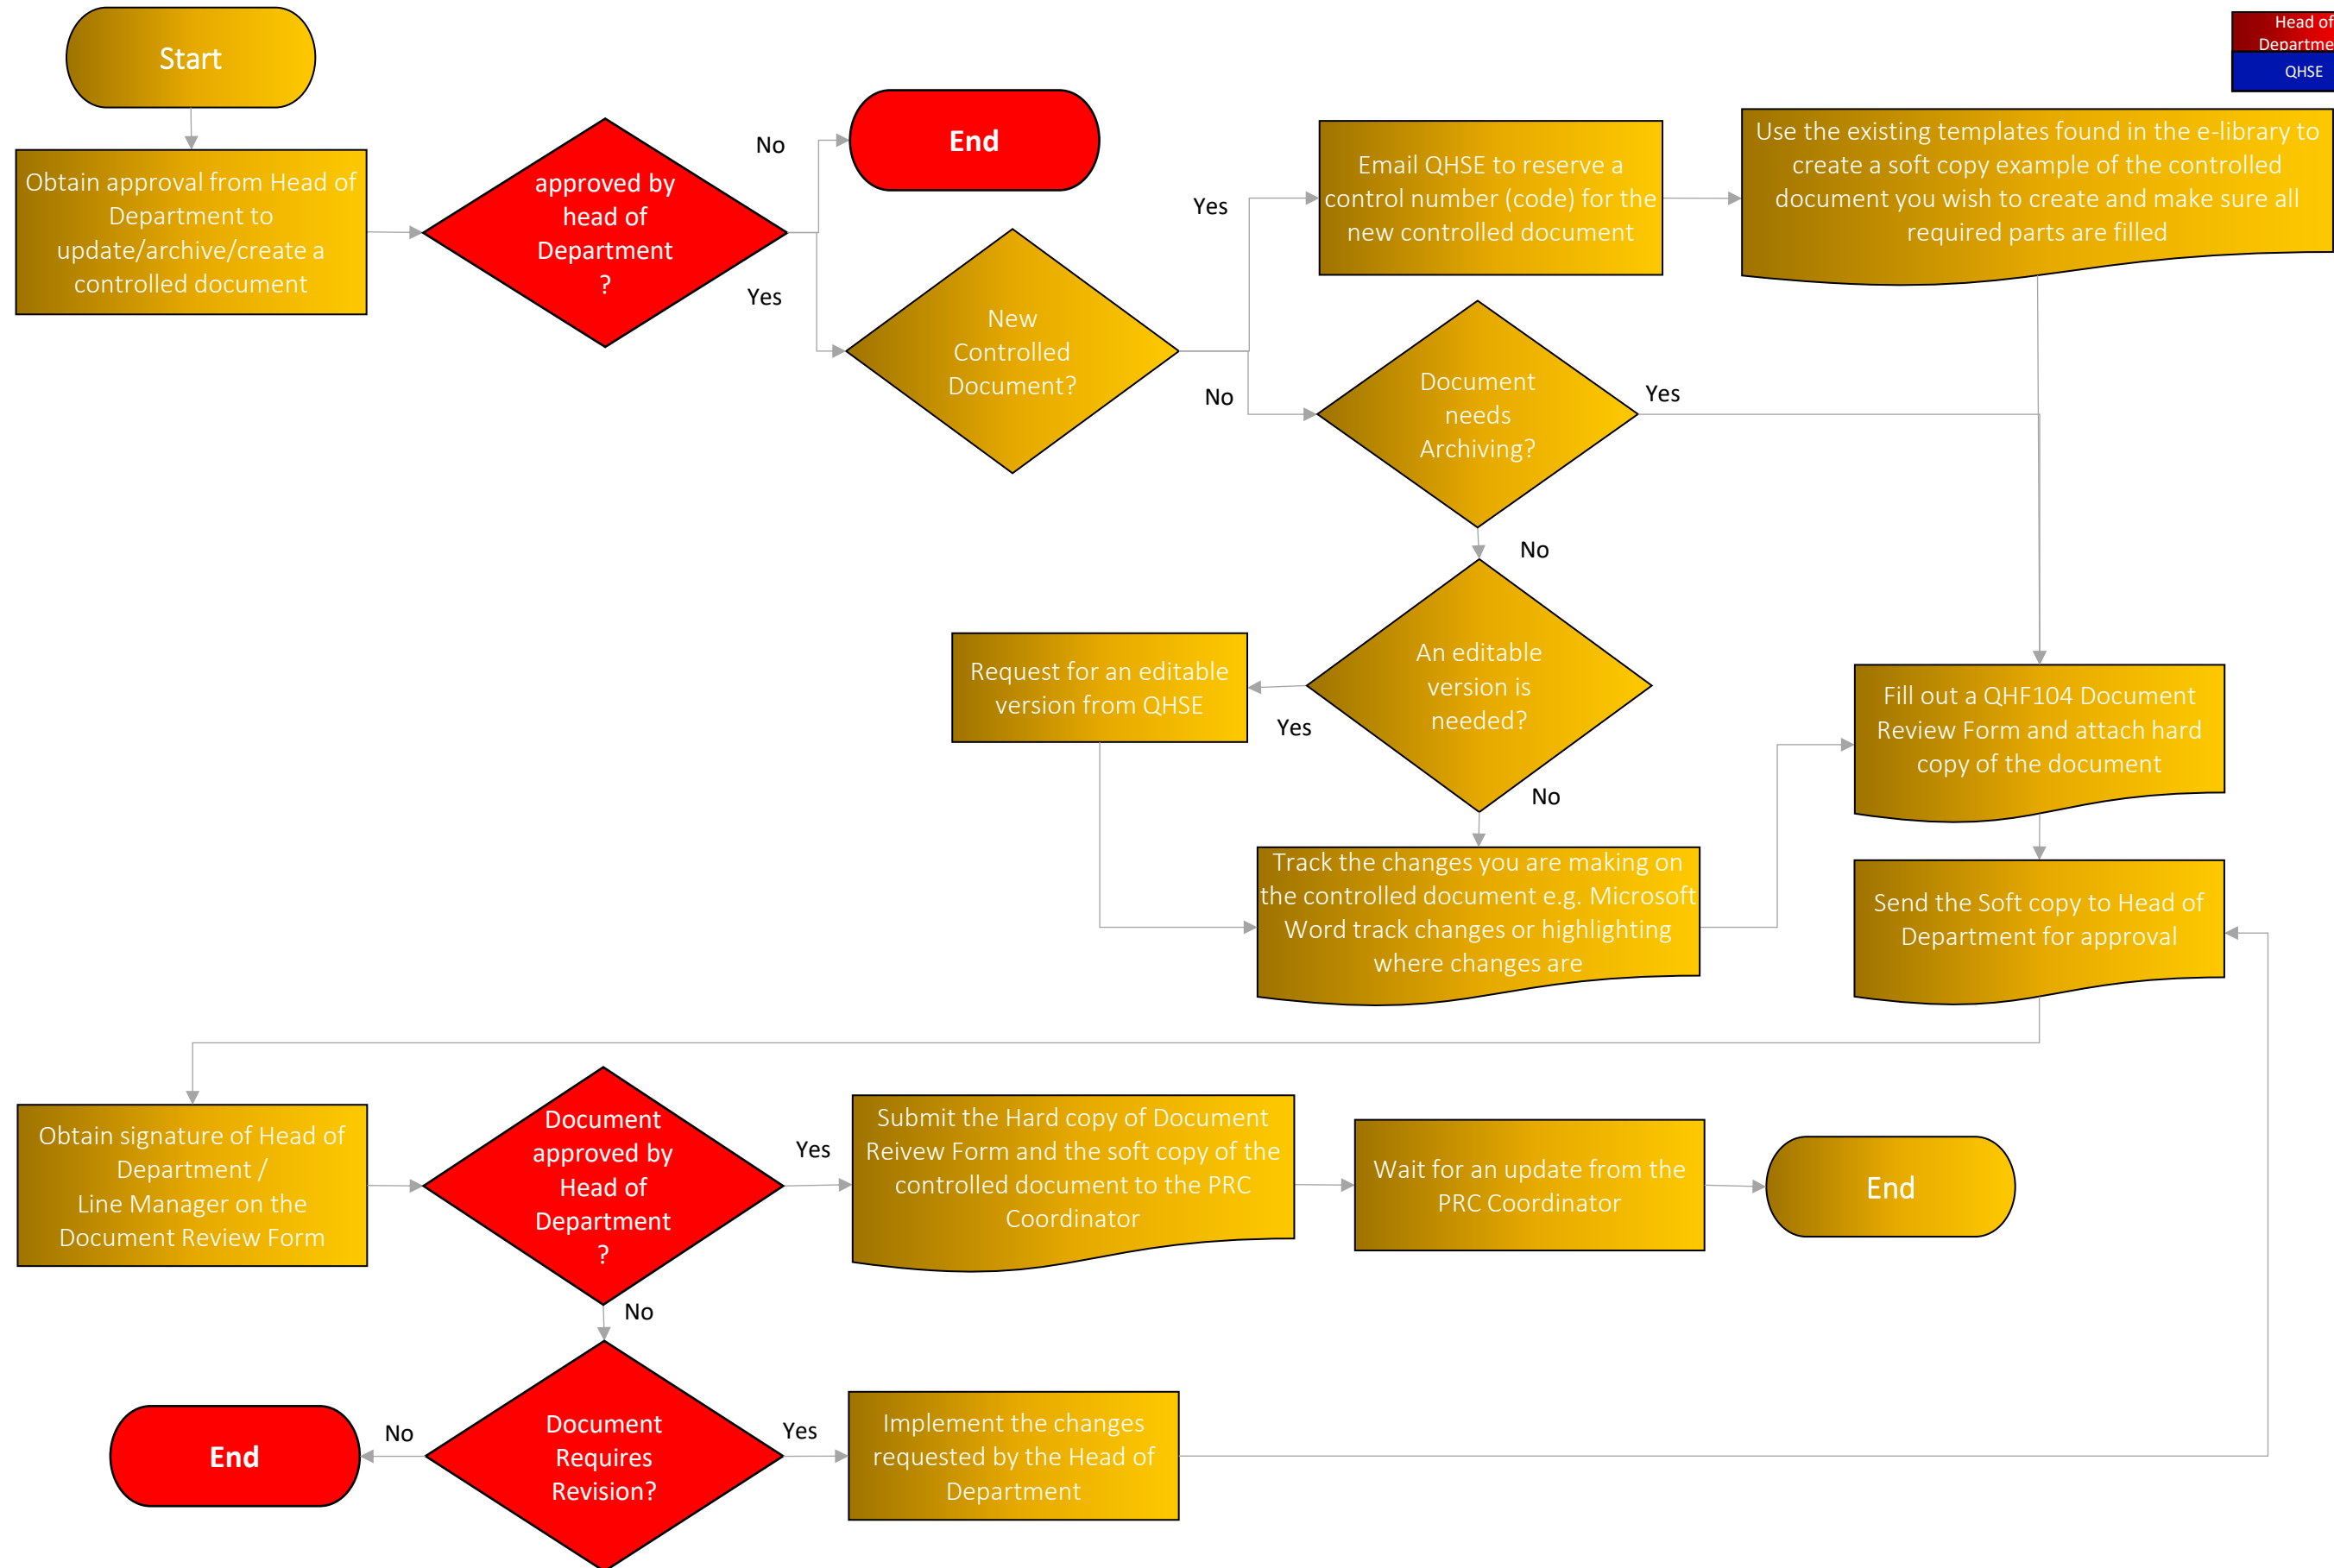 Start
Head of
Departme
QHSE
Obtain approval from Head of
Department to
update/archive/create a
controlled document
approved by
head of
Department
?
No
Yes
End
New
Controlled
Document?
Yes
No
Email QHSE to reserve a
control number (code) for the
new controlled document
Use the existing templates found in the e-library to
create a soft copy example of the controlled
document you wish to create and make sure all
required parts are filled
Document
needs
Archiving?
Yes
No
An editable
version is
needed?
Yes
No
Request for an editable
version from QHSE
Track the changes you are making on
the controlled document e.g. Microsoft
Word track changes or highlighting
where changes are
Fill out a QHF104 Document
Review Form and attach hard
copy of the document
Send the Soft copy to Head of
Department for approval
Obtain signature of Head of
Department /
Line Manager on the
Document Review Form
Document
approved by
Head of
Department
?
Yes
No
Submit the Hard copy of Document
Reivew Form and the soft copy of the
controlled document to the PRC
Coordinator
Wait for an update from the
PRC Coordinator
End
Document
Requires
Revision?
No
Yes
End
Implement the changes
requested by the Head of
Department